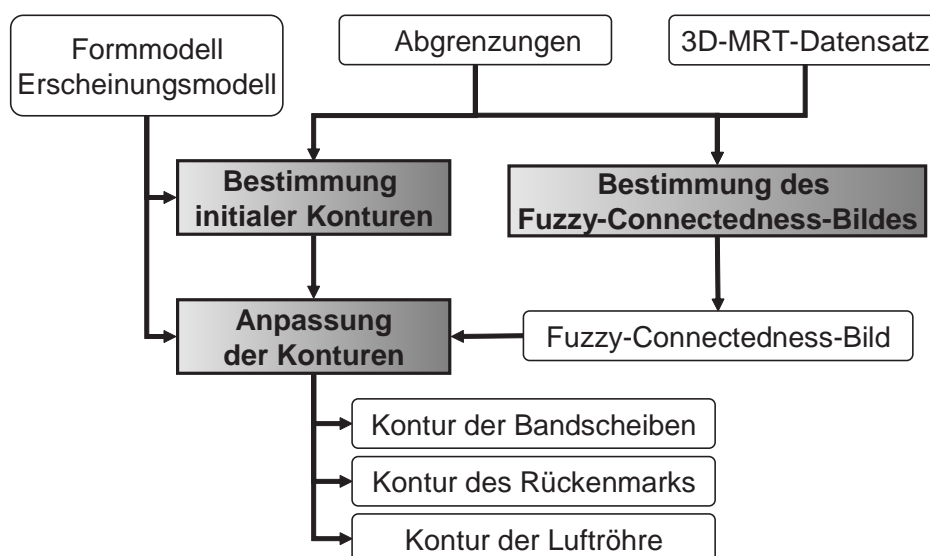 Formmodell
Erscheinungsmodell
Abgrenzungen
3D-MRT-Datensatz
Bestimmung
initialer Konturen
Bestimmung des
Fuzzy-Connectedness-Bildes
Anpassung
der Konturen
Fuzzy-Connectedness-Bild
Kontur der Bandscheiben
Kontur des Rückenmarks
Kontur der Luftröhre